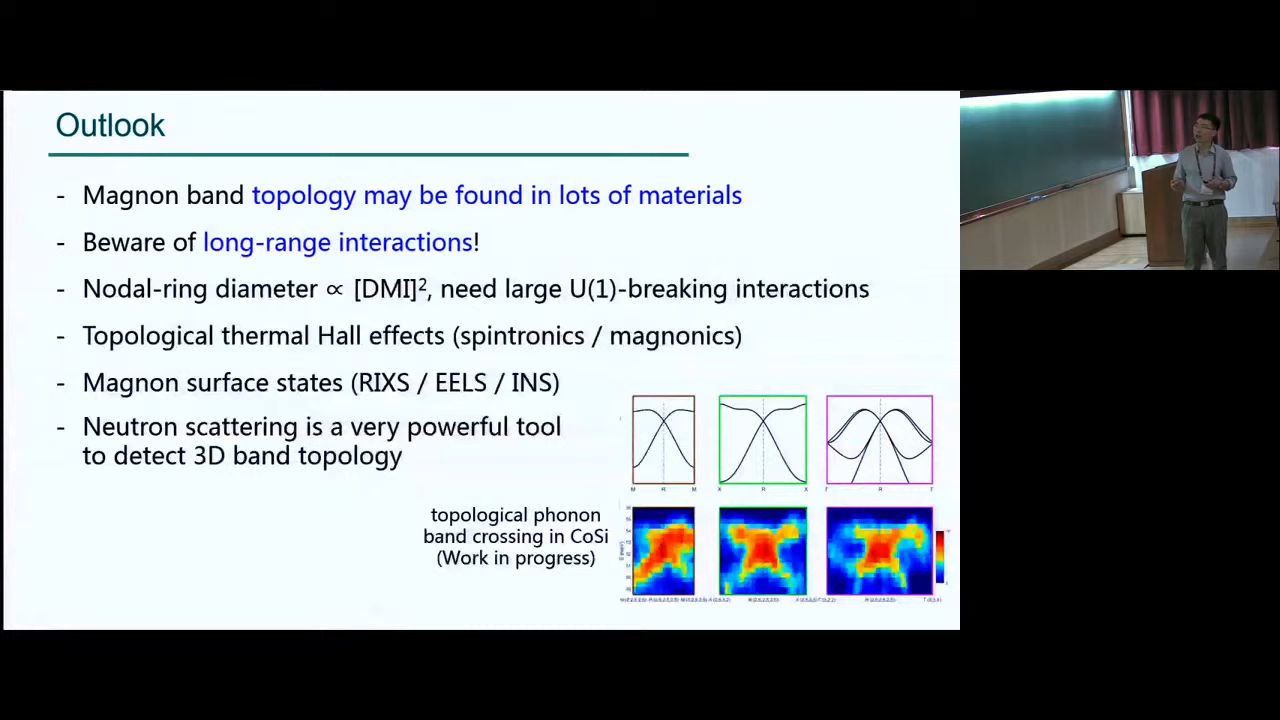 Outlook
- Magnon band topology may be found in lots of materials
- Beware of long-range interactions!
- Nodal-ring diameter ∝ [DMI]², need large U(1)-breaking interactions
- Topological thermal Hall effects (spintronics / magnonics)
- Magnon surface states (RIXS / EELS / INS)
- Neutron scattering is a very powerful tool
to detect 3D band topology
M R M X R X Γ R Γ
topological phonon
band crossing in CoSi
(Work in progress)